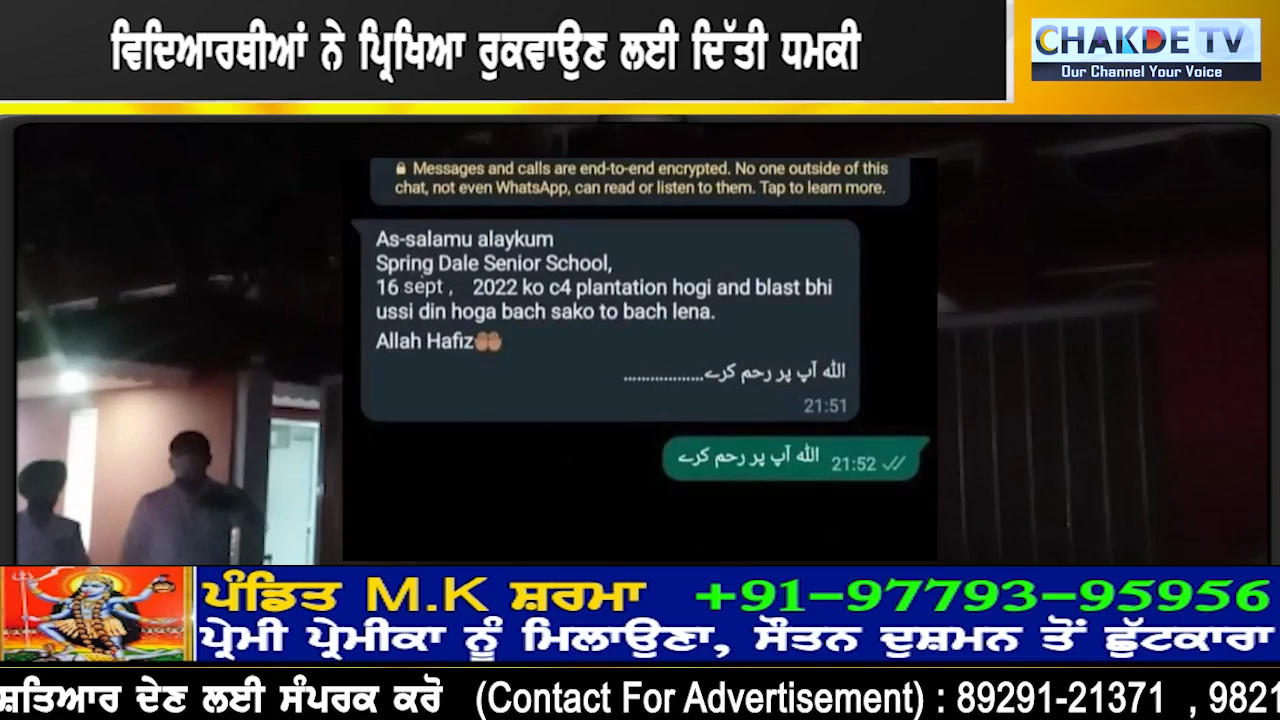 ਵਿਦਿਆਰਥੀਆਂ ਨੇ ਪ੍ਰਿਖਿਆ ਰੁਕਵਾਉਣ ਲਈ ਦਿੱਤੀ ਧਮਕੀ
CHAKDE TV
Our Channel Your Voice
Messages and calls are end-to-end encrypted. No one outside of this
chat, not even WhatsApp, can read or listen to them. Tap to learn more.
As-salamu alaykum
Spring Dale Senior School,
16 sept , 2022 ko c4 plantation hogi and blast bhi
ussi din hoga bach sako to bach lena.
Allah Hafiz🤲
الله آپ پر رحم کرے.................
21:51
الله آپ پر رحم کرے 21:52
ਪੰਡਿਤ M.K ਸ਼ਰਮਾ +91-97793-95956
ਪ੍ਰੇਮੀ ਪ੍ਰੇਮੀਕਾ ਨੂੰ ਮਿਲਾਉਣਾ, ਸੌਤਨ ਦੁਸ਼ਮਨ ਤੋਂ ਛੁੱਟਕਾਰਾ
ਸ਼ਤਿਆਰ ਦੇਣ ਲਈ ਸੰਪਰਕ ਕਰੋ (Contact For Advertisement) : 89291-21371 , 9821